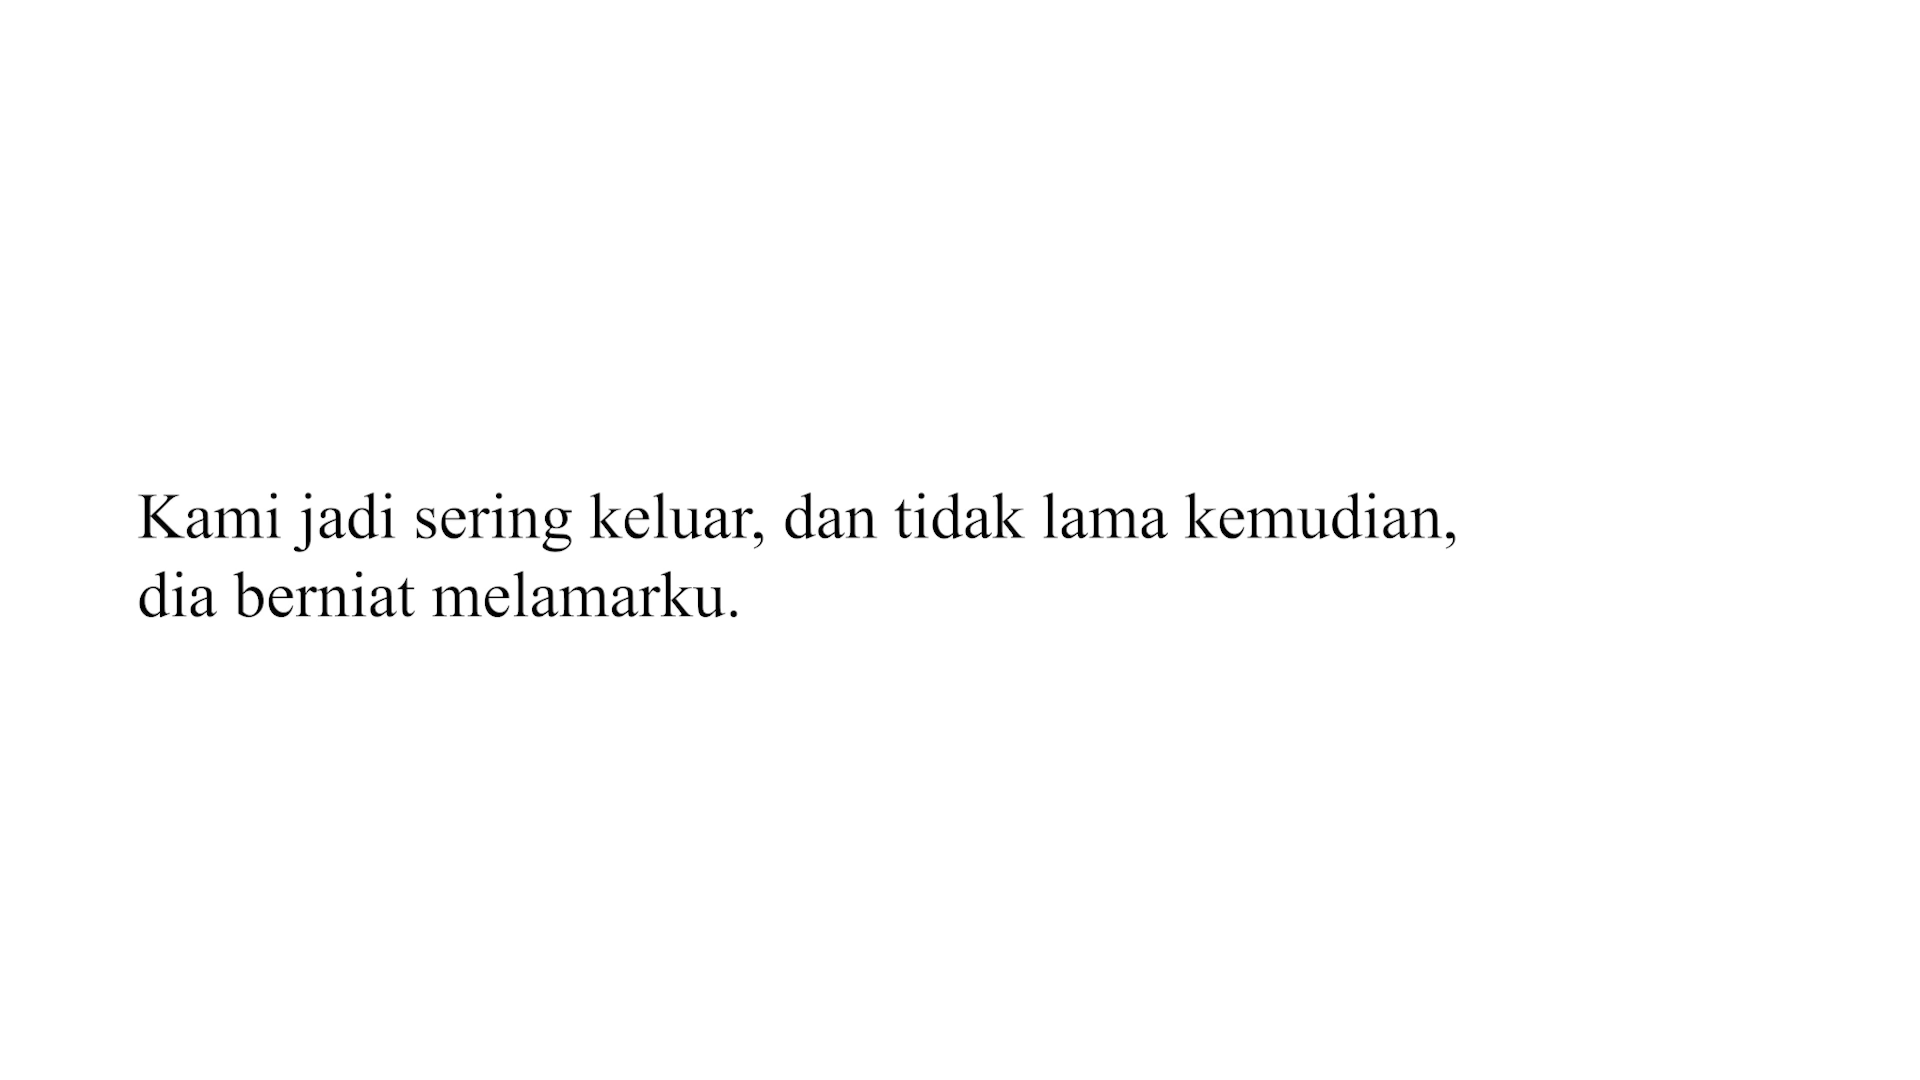 Kami jadi sering keluar, dan tidak lama kemudian,
dia berniat melamarku.